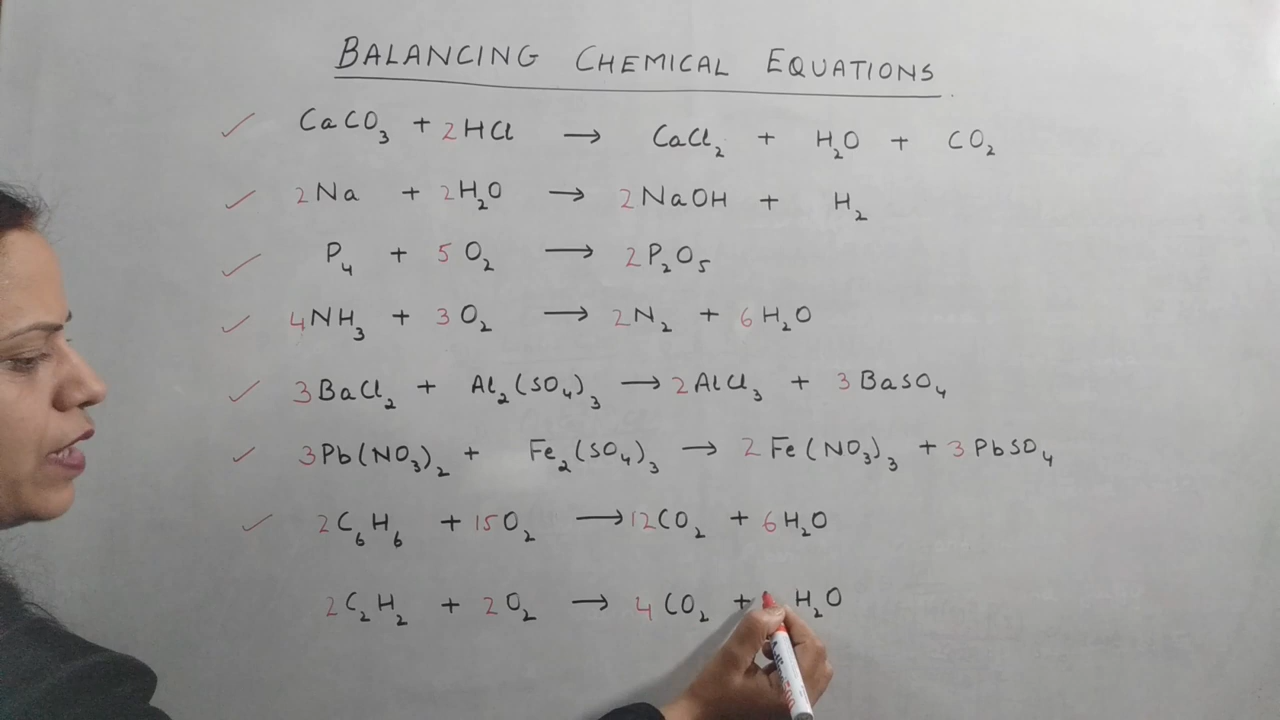 BALANCING CHEMICAL EQUATIONS
CaCO₃ + 2HCl → CaCl₂ + H₂O + CO₂
2Na + 2H₂O → 2NaOH + H₂
P₄ + 5O₂ → 2P₂O₅
4NH₃ + 3O₂ → 2N₂ + 6H₂O
3BaCl₂ + Al₂(SO₄)₃ → 2AlCl₃ + 3BaSO₄
3Pb(NO₃)₂ + Fe₂(SO₄)₃ → 2Fe(NO₃)₃ + 3PbSO₄
2C₆H₆ + 15O₂ → 12CO₂ + 6H₂O
2C₂H₂ + 2O₂ → 4CO₂ + H₂O